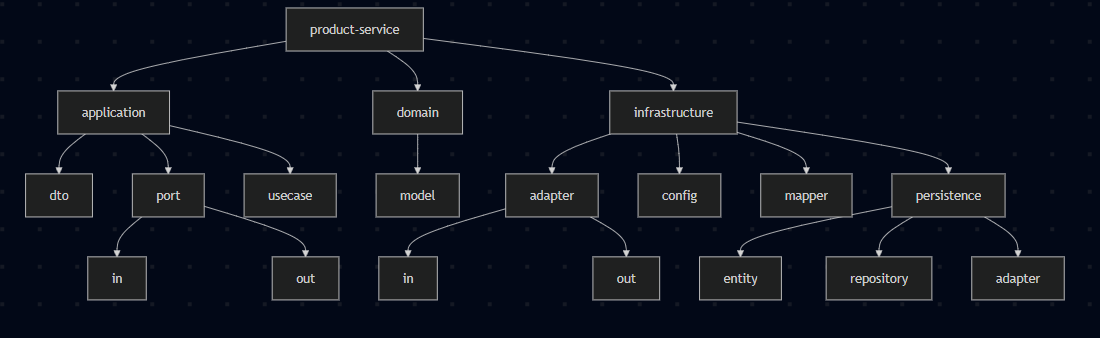 product-service
application
domain
infrastructure
dto
port
usecase
model
adapter
config
mapper
persistence
in
out
in
out
entity
repository
adapter